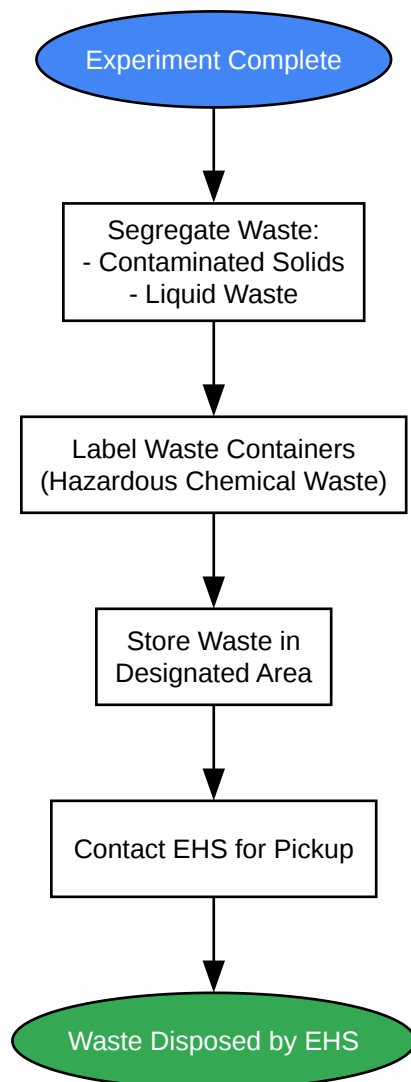 Experiment Complete
Segregate Waste:
- Contaminated Solids
- Liquid Waste
Label Waste Containers
(Hazardous Chemical Waste)
Store Waste in
Designated Area
Contact EHS for Pickup
Waste Disposed by EHS